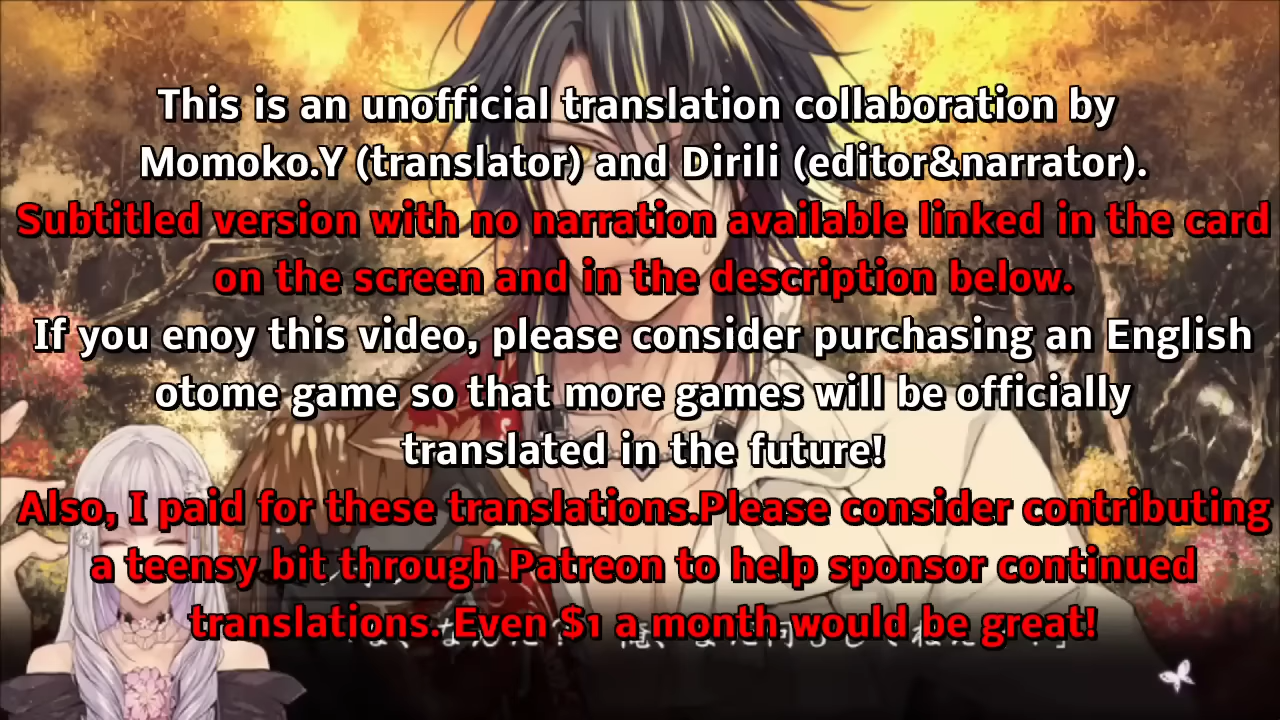 This is an unofficial translation collaboration by
Momoko.Y (translator) and Dirili (editor&narrator).
Subtitled version with no narration available linked in the card
on the screen and in the description below.
If you enoy this video, please consider purchasing an English
otome game so that more games will be officially
translated in the future!
Also, I paid for these translations.Please consider contributing
a teensy bit through Patreon to help sponsor continued
translations. Even $1 a month would be great!